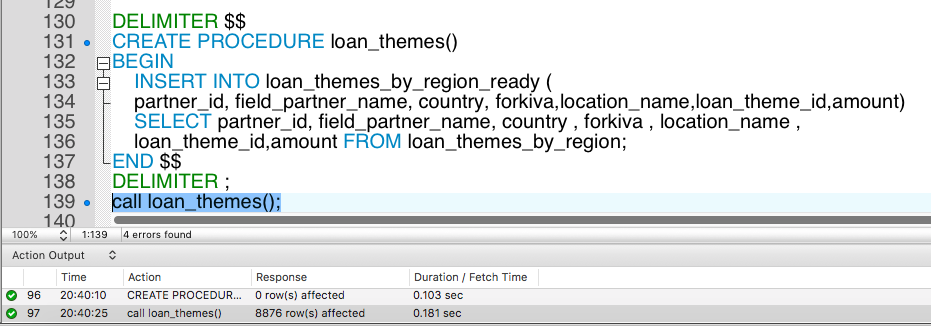 129
130 DELIMITER $$
131 CREATE PROCEDURE loan_themes()
132 BEGIN
133 INSERT INTO loan_themes_by_region_ready (
134 partner_id, field_partner_name, country, forkiva,location_name,loan_theme_id,amount)
135 SELECT partner_id, field_partner_name, country , forkiva , location_name ,
136 loan_theme_id,amount FROM loan_themes_by_region;
137 END $$
138 DELIMITER ;
139 call loan_themes();
140
100% 1:139 4 errors found
Action Output
Time Action Response Duration / Fetch Time
96 20:40:10 CREATE PROCEDUR... 0 row(s) affected 0.103 sec
97 20:40:25 call loan_themes() 8876 row(s) affected 0.181 sec